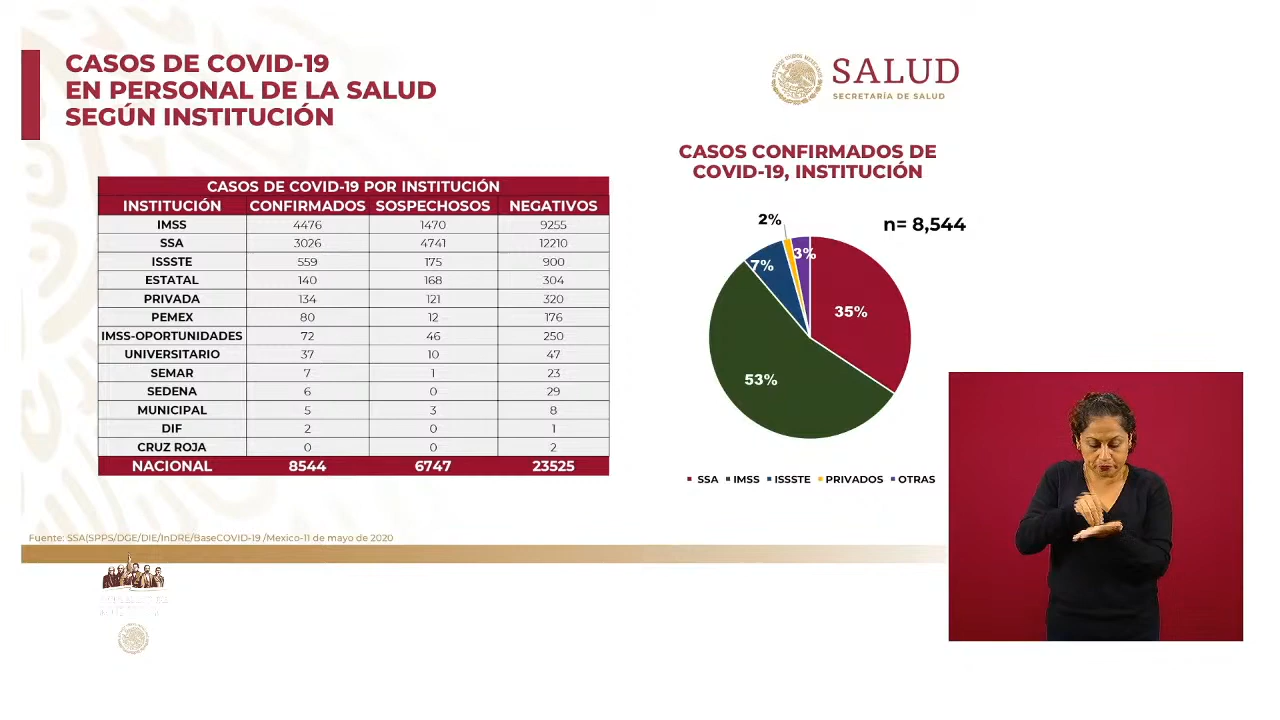 CASOS DE COVID-19
EN PERSONAL DE LA SALUD
SEGÚN INSTITUCIÓN
SALUD
SECRETARÍA DE SALUD
CASOS DE COVID-19 POR INSTITUCIÓN
INSTITUCIÓN CONFIRMADOS SOSPECHOSOS NEGATIVOS
IMSS 4476 1470 9255
SSA 3026 4741 12210
ISSSTE 559 175 900
ESTATAL 140 168 304
PRIVADA 134 121 320
PEMEX 80 12 176
IMSS-OPORTUNIDADES 72 46 250
UNIVERSITARIO 37 10 47
SEMAR 7 1 23
SEDENA 6 0 29
MUNICIPAL 5 3 8
DIF 2 0 1
CRUZ ROJA 0 0 2
NACIONAL 8544 6747 23525
CASOS CONFIRMADOS DE
COVID-19, INSTITUCIÓN
n= 8,544
2%
3%
7%
35%
53%
SSA IMSS ISSSTE PRIVADOS OTRAS
Fuente: SSA(SPPS/DGE/DIE/InDRE/BaseCOVID-19 /Mexico-11 de mayo de 2020